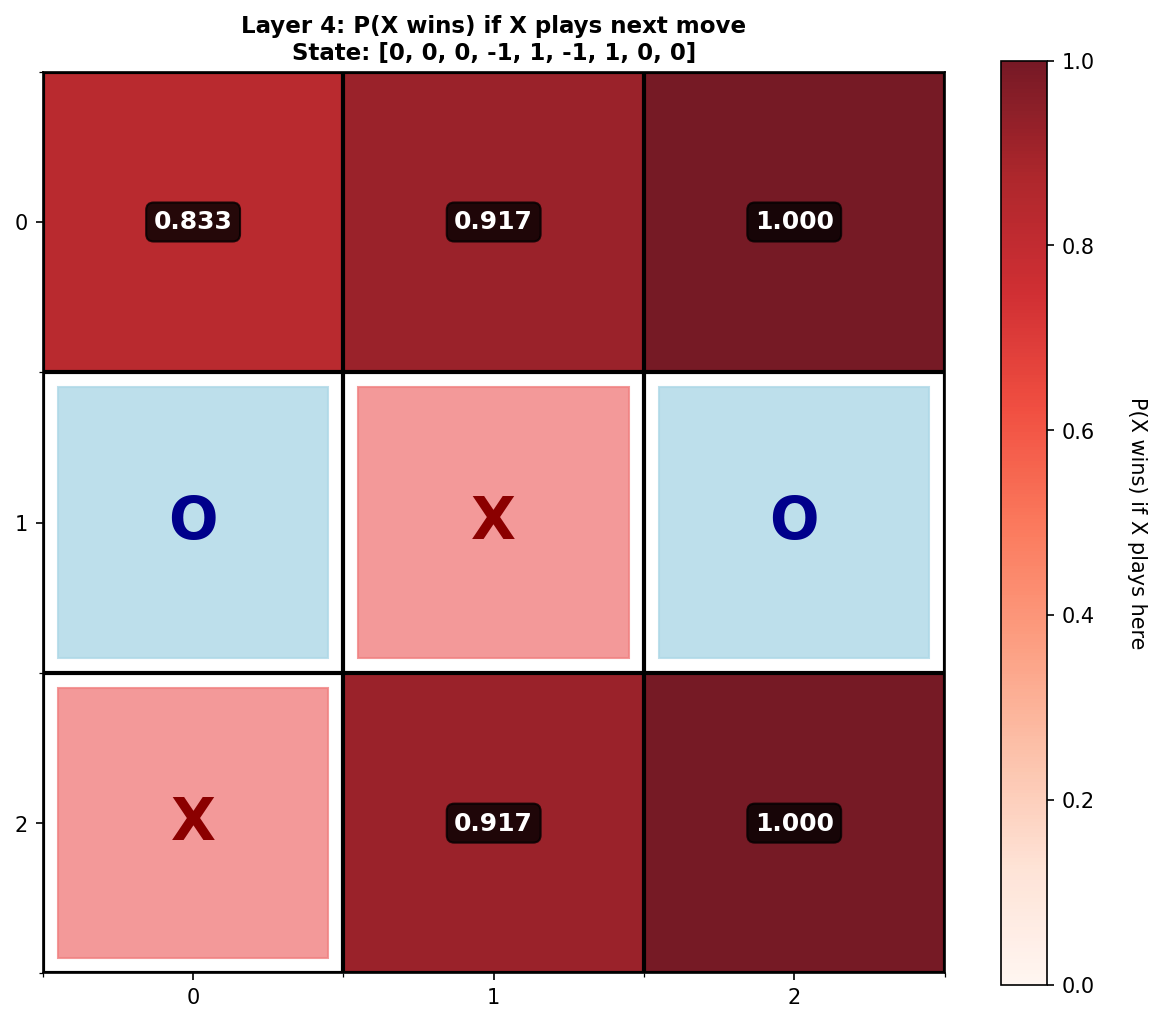 Layer 4: P(X wins) if X plays next move
State: [0, 0, 0, -1, 1, -1, 1, 0, 0]
0
0.833
0.917
1.000
1
O
X
O
2
X
0.917
1.000
0
1
2
1.0
0.8
0.6
0.4
0.2
0.0
P(X wins) if X plays here